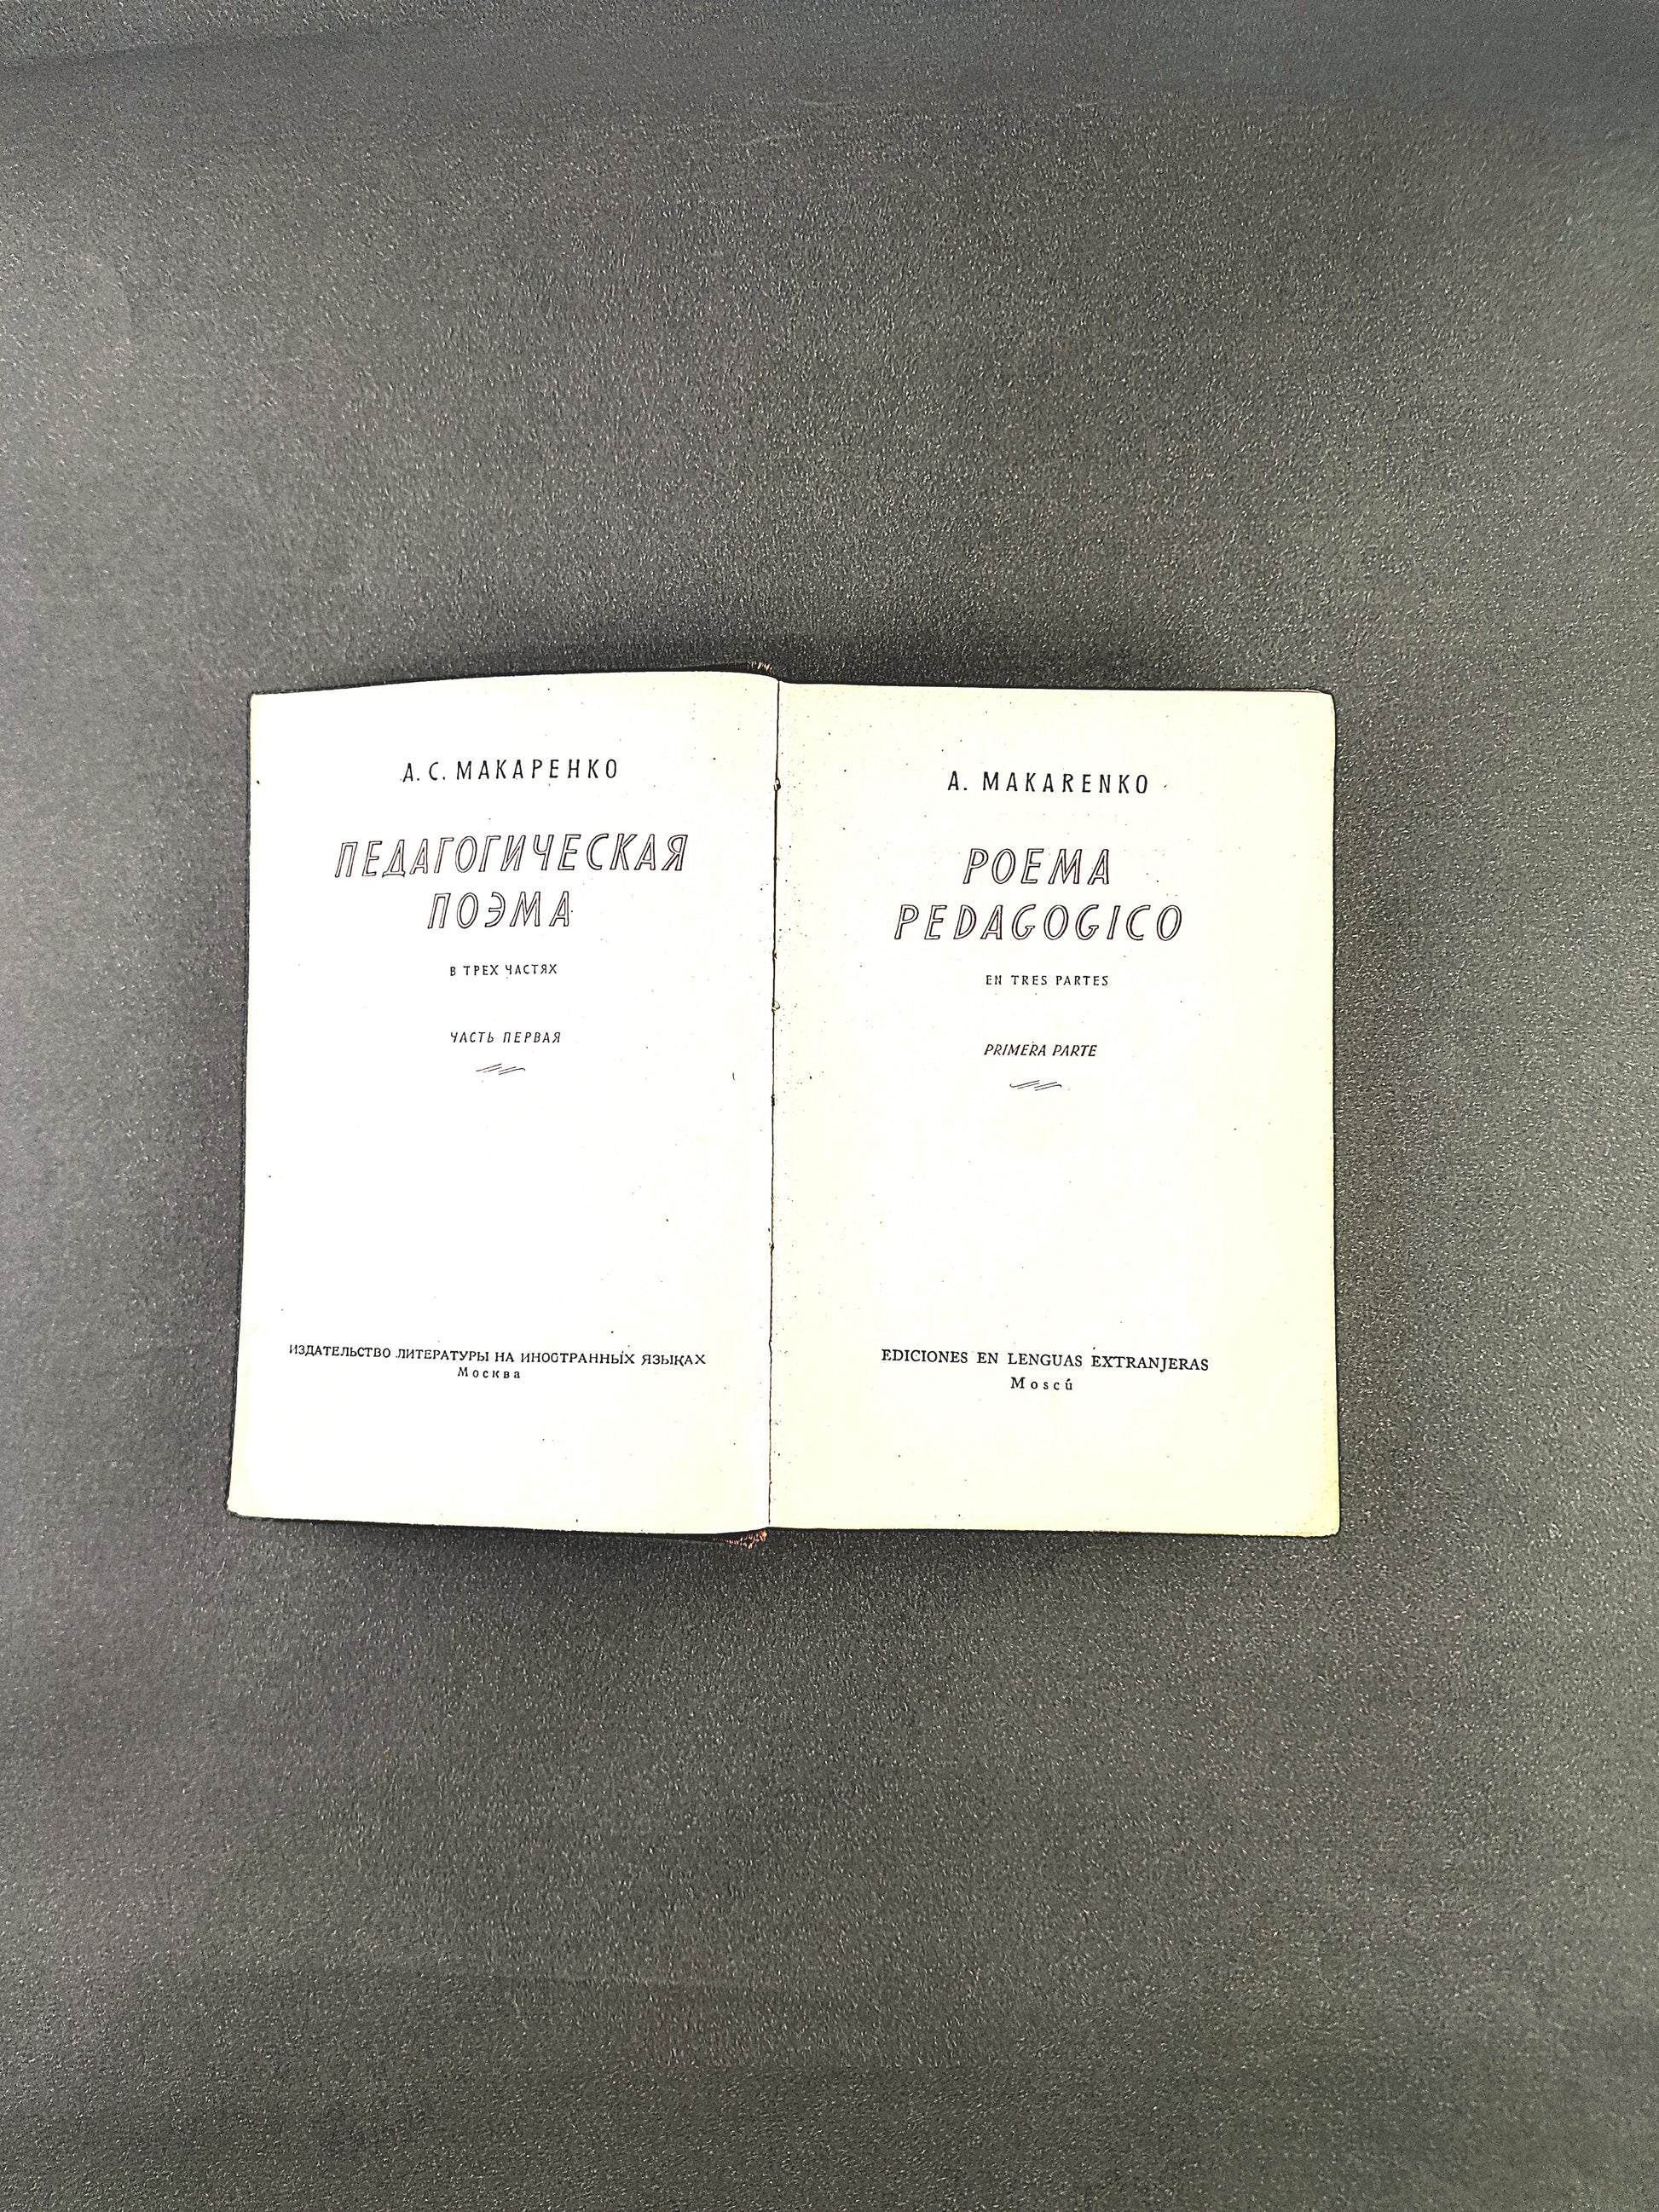 А. С. МАКАРЕНКО
ПЕДАГОГИЧЕСКАЯ
ПОЭМА
В ТРЕХ ЧАСТЯХ
ЧАСТЬ ПЕРВАЯ
ИЗДАТЕЛЬСТВО ЛИТЕРАТУРЫ НА ИНОСТРАННЫХ ЯЗЫКАХ
Москва
A. MAKARENKO
POEMA
PEDAGOGICO
EN TRES PARTES
PRIMERA PARTE
EDICIONES EN LENGUAS EXTRANJERAS
Moscú